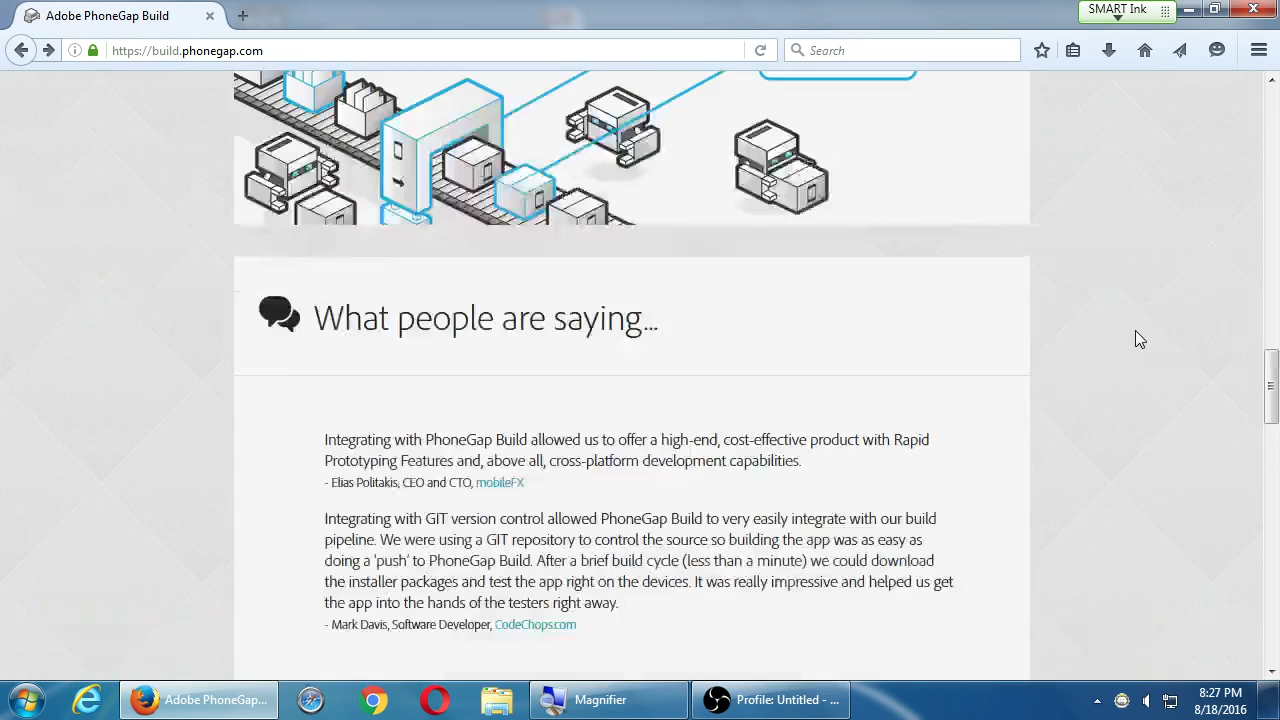 Adobe PhoneGap Build
SMART Ink
https://build.phonegap.com
Search
What people are saying...
Integrating with PhoneGap Build allowed us to offer a high-end, cost-effective product with Rapid
Prototyping Features and, above all, cross-platform development capabilities.
- Elias Politakis, CEO and CTO, mobileFX
Integrating with GIT version control allowed PhoneGap Build to very easily integrate with our build
pipeline. We were using a GIT repository to control the source so building the app was as easy as
doing a 'push' to PhoneGap Build. After a brief build cycle (less than a minute) we could download
the installer packages and test the app right on the devices. It was really impressive and helped us get
the app into the hands of the testers right away.
- Mark Davis, Software Developer, CodeChops.com
Adobe PhoneGap...
Magnifier
Profile: Untitled - ...
8:27 PM
8/18/2016